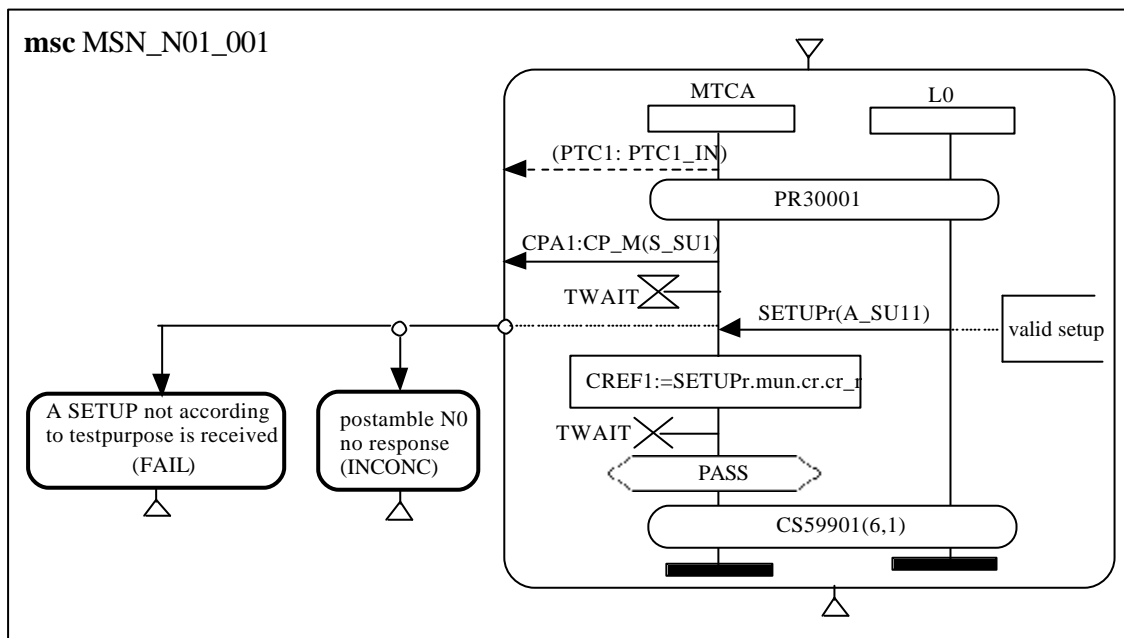 msc MSN_N01_001
MTCA
L0
(PTC1: PTC1_IN)
PR30001
CPA1:CP_M(S_SU1)
TWAIT
SETUPr(A_SU11)
valid setup
CREF1:=SETUPr.mun.cr.cr_r
A SETUP not according
to testpurpose is received
(FAIL)
postamble N0
no response
(INCONC)
TWAIT
PASS
CS59901(6,1)